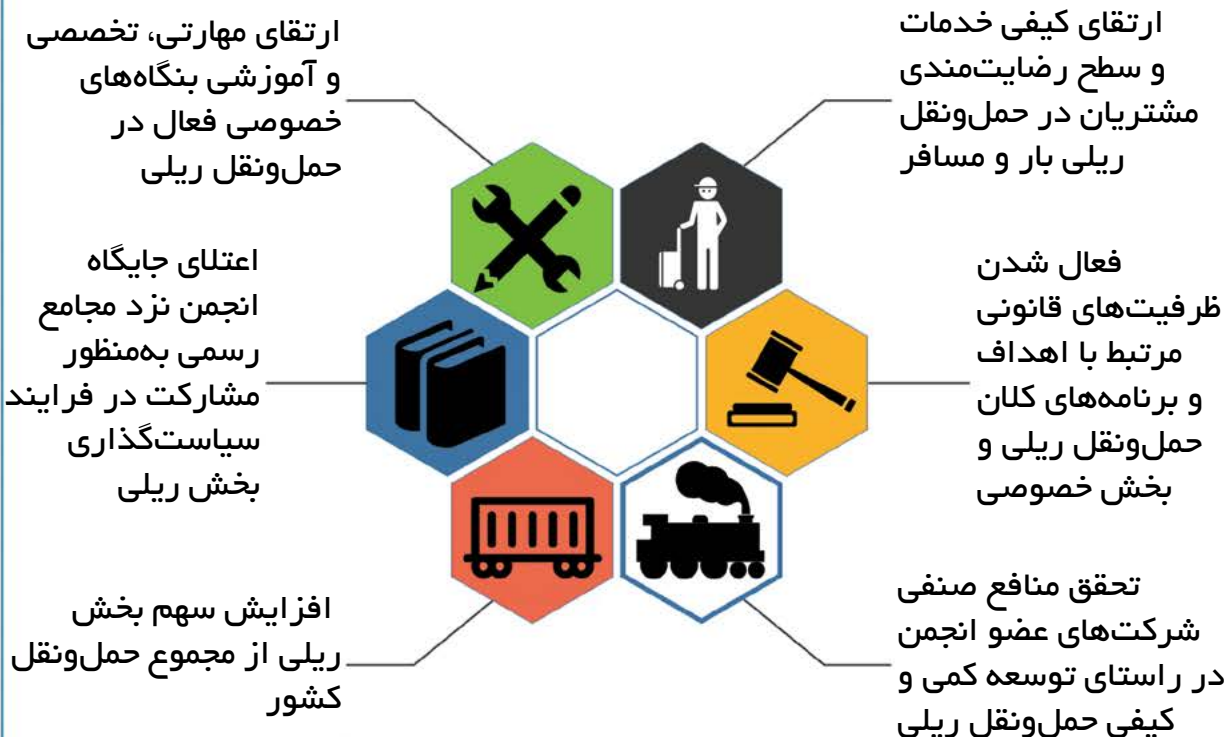 ارتقای کیفی خدمات
و سطح رضایت‌مندی
مشتریان در حمل‌ونقل
ریلی بار و مسافر
ارتقای مهارتی، تخصصی
و آموزشی بنگاه‌های
خصوصی فعال در
حمل‌ونقل ریلی
فعال شدن
ظرفیت‌های قانونی
مرتبط با اهداف
و برنامه‌های کلان
حمل‌ونقل ریلی و
بخش خصوصی
اعتلای جایگاه
انجمن نزد مجامع
رسمی به‌منظور
مشارکت در فرایند
سیاست‌گذاری
بخش ریلی
تحقق منافع صنفی
شرکت‌های عضو انجمن
در راستای توسعه کمی و
کیفی حمل‌ونقل ریلی
افزایش سهم بخش
ریلی از مجموع حمل‌ونقل
کشور